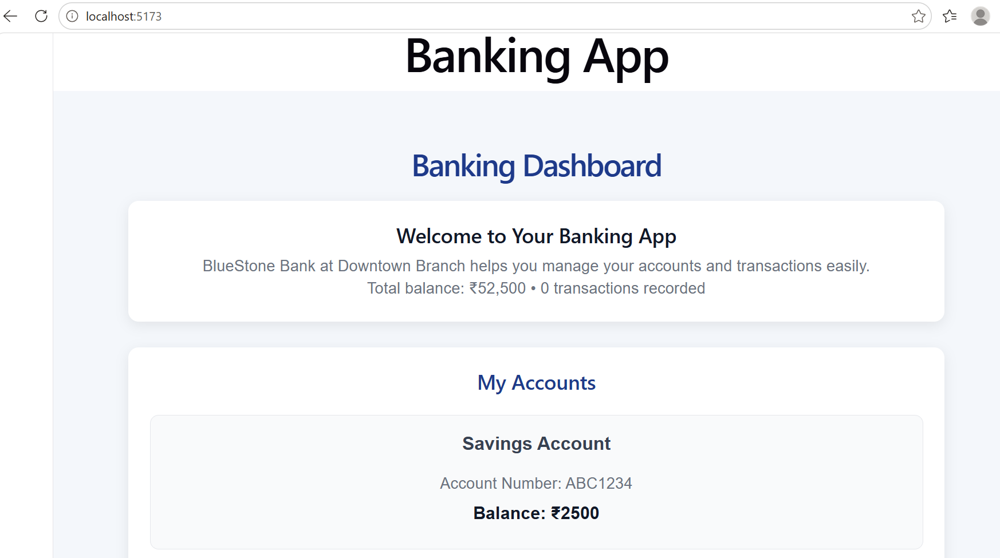 localhost:5173
Banking App
Banking Dashboard
Welcome to Your Banking App
BlueStone Bank at Downtown Branch helps you manage your accounts and transactions easily.
Total balance: ₹52,500 • 0 transactions recorded
My Accounts
Savings Account
Account Number: ABC1234
Balance: ₹2500